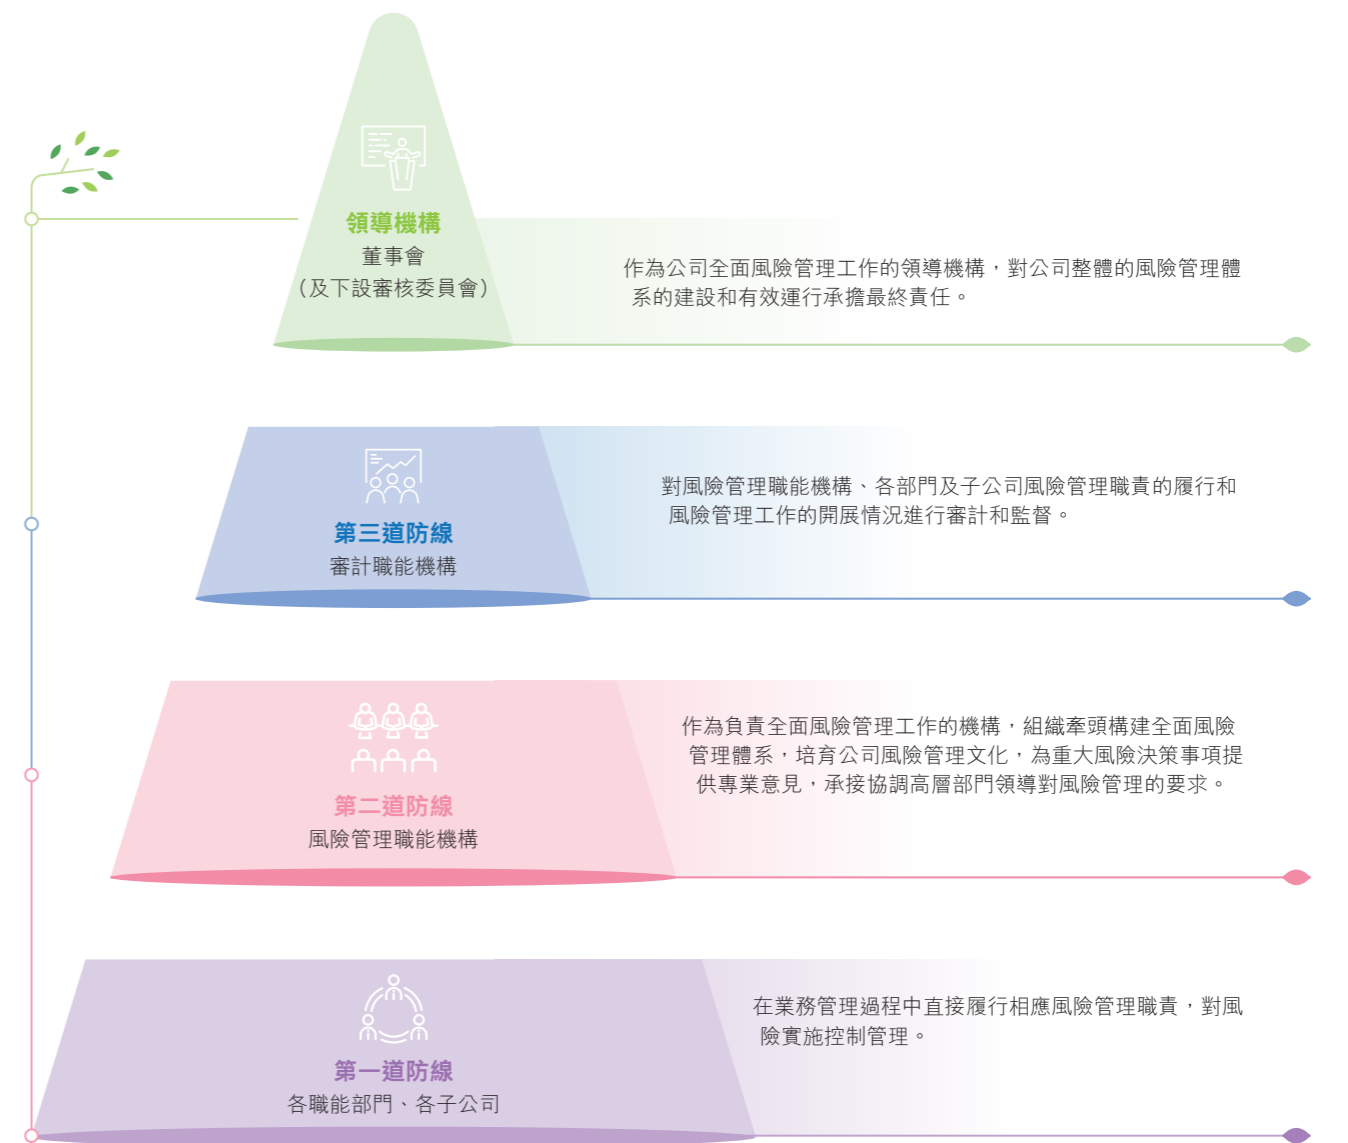 領導機構
董事會
（及下設審核委員會）
作為公司全面風險管理工作的領導機構，對公司整體的風險管理體
系的建設和有效運行承擔最終責任。
第三道防線
審計職能機構
對風險管理職能機構、各部門及子公司風險管理職責的履行和
風險管理工作的開展情況進行審計和監督。
第二道防線
風險管理職能機構
作為負責全面風險管理工作的機構，組織牽頭構建全面風險
管理體系，培育公司風險管理文化，為重大風險決策事項提
供專業意見，承接協調高層部門領導對風險管理的要求。
第一道防線
各職能部門、各子公司
在業務管理過程中直接履行相應風險管理職責，對風
險實施控制管理。